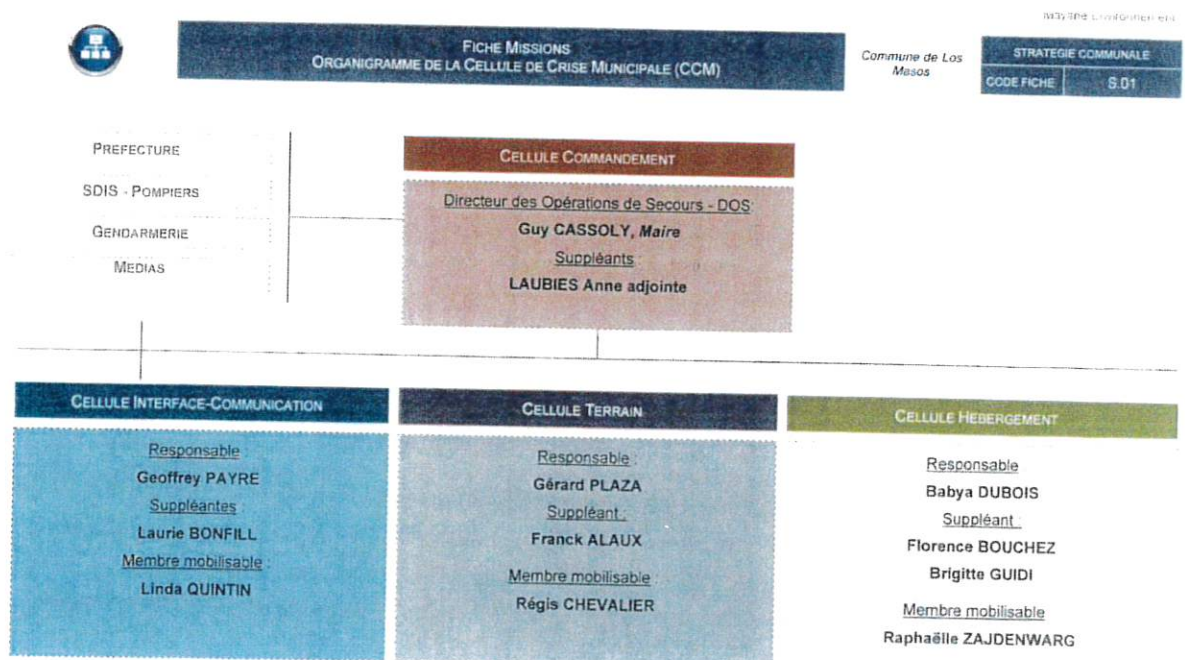 FICHE MISSIONS
ORGANIGRAMME DE LA CELLULE DE CRISE MUNICIPALE (CCM)
Commune de Los
Masos
STRATEGIE COMMUNALE
CODE FICHE S.01
PREFECTURE
SDIS - POMPIERS
GENDARMERIE
MEDIAS
CELLULE COMMANDEMENT
Directeur des Opérations de Secours - DOS:
Guy CASSOLY, Maire
Suppléants :
LAUBIES Anne adjointe
CELLULE INTERFACE-COMMUNICATION
Responsable :
Geoffrey PAYRE
Suppléantes :
Laurie BONFILL
Membre mobilisable :
Linda QUINTIN
CELLULE TERRAIN
Responsable :
Gérard PLAZA
Suppléant :
Franck ALAUX
Membre mobilisable :
Régis CHEVALIER
CELLULE HEBERGEMENT
Responsable
Babya DUBOIS
Suppléant :
Florence BOUCHEZ
Brigitte GUIDI
Membre mobilisable
Raphaëlle ZAJDENWARG